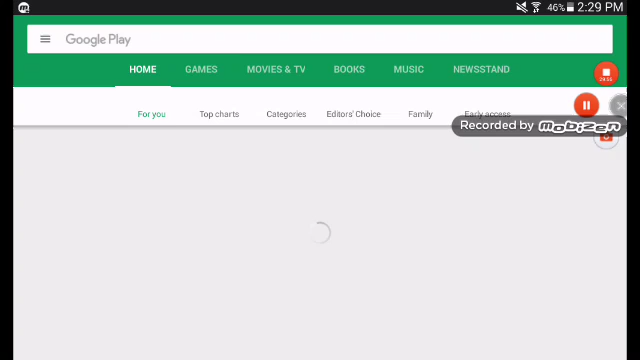 46% 2:29 PM
Google Play
HOME GAMES MOVIES & TV BOOKS MUSIC NEWSSTAND
For you Top charts Categories Editors' Choice Family Early access
Recorded by mobizen